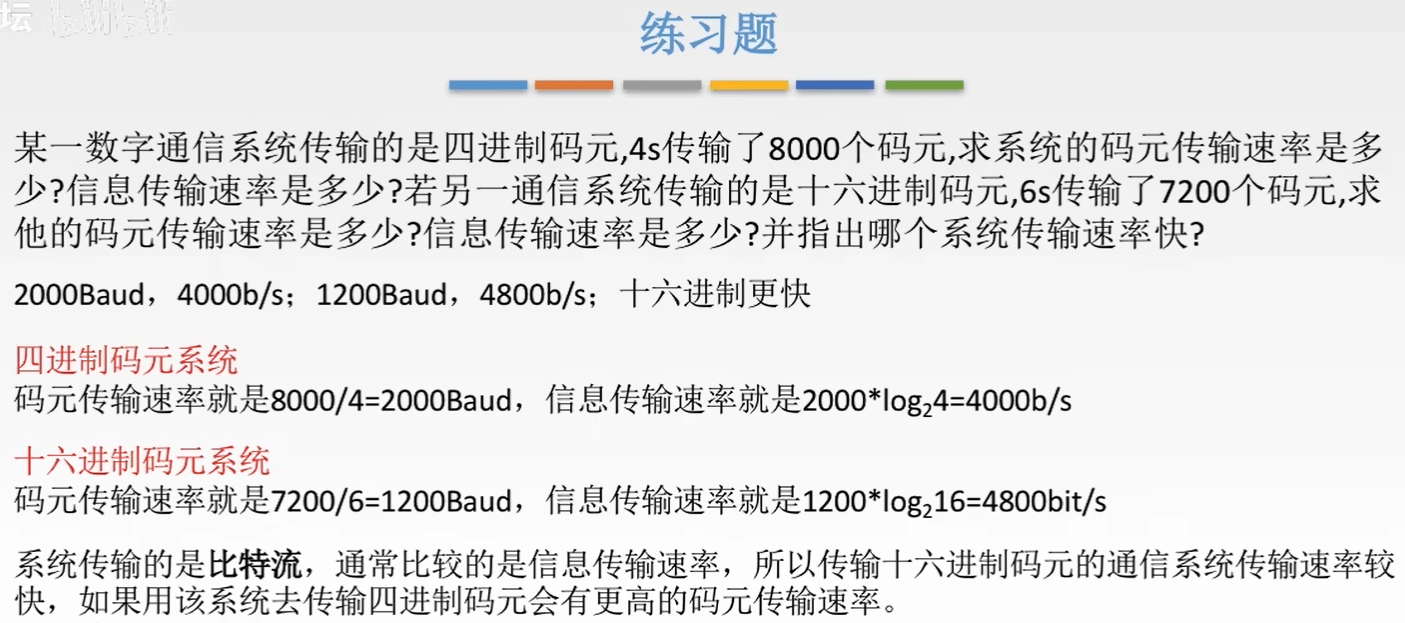 坛 bilibili
练习题
某一数字通信系统传输的是四进制码元,4s传输了8000个码元,求系统的码元传输速率是多
少?信息传输速率是多少?若另一通信系统传输的是十六进制码元,6s传输了7200个码元,求
他的码元传输速率是多少?信息传输速率是多少?并指出哪个系统传输速率快?
2000Baud，4000b/s；1200Baud，4800b/s；十六进制更快
四进制码元系统
码元传输速率就是8000/4=2000Baud，信息传输速率就是2000*log₂4=4000b/s
十六进制码元系统
码元传输速率就是7200/6=1200Baud，信息传输速率就是1200*log₂16=4800bit/s
系统传输的是比特流，通常比较的是信息传输速率，所以传输十六进制码元的通信系统传输速率较
快，如果用该系统去传输四进制码元会有更高的码元传输速率。